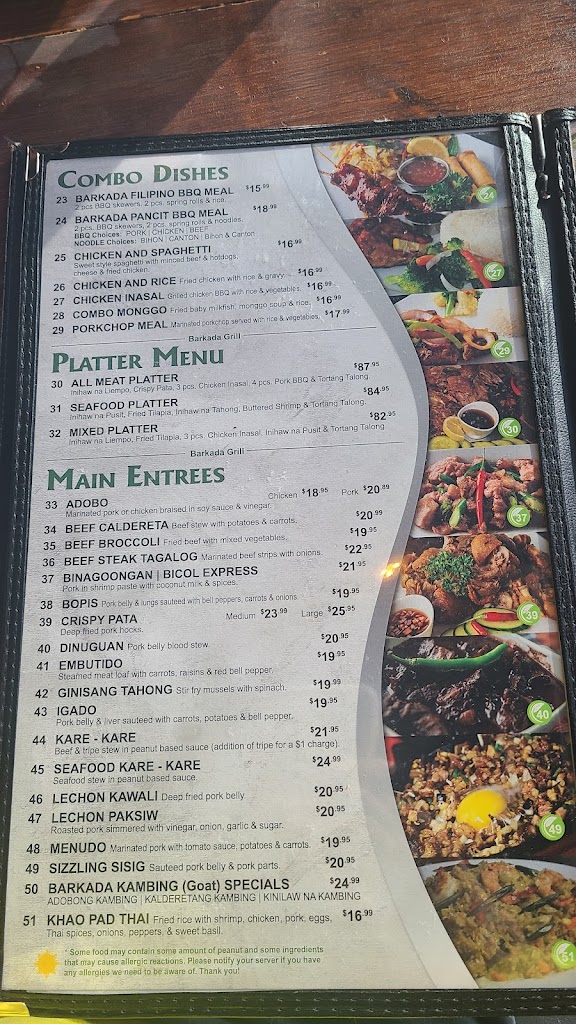 COMBO DISHES
23 BARKADA FILIPINO BBQ MEAL $15.99
2 pcs BBQ skewers, 2 pcs. spring rolls & rice.
24 BARKADA PANCIT BBQ MEAL $18.99
2 pcs. BBQ skewers, 2 pcs. spring rolls & noodles.
BBQ Choices: PORK | CHICKEN | BEEF
NOODLE Choices: BIHON | CANTON | Bihon & Canton
25 CHICKEN AND SPAGHETTI $16.99
Sweet style spaghetti with minced beef & hotdogs,
cheese & fried chicken.
26 CHICKEN AND RICE Fried chicken with rice & gravy. $16.99
27 CHICKEN INASAL Grilled chicken BBQ with rice & vegetables. $16.99
28 COMBO MONGGO Fried baby milkfish, monggo soup & rice. $16.99
29 PORKCHOP MEAL Marinated porkchop served with rice & vegetables. $17.99
Barkada Grill
PLATTER MENU
30 ALL MEAT PLATTER $87.95
Inihaw na Liempo, Crispy Pata, 3 pcs. Chicken Inasal, 4 pcs. Pork BBQ & Tortang Talong
31 SEAFOOD PLATTER $84.95
Inihaw na Pusit, Fried Tilapia, Inihaw na Tahong, Buttered Shrimp & Tortang Talong.
32 MIXED PLATTER $82.95
Inihaw na Liempo, Fried Tilapia, 3 pcs. Chicken Inasal, Inihaw na Pusit & Tortang Talong
Barkada Grill
MAIN ENTREES
33 ADOBO Chicken $18.95 Pork $20.99
Marinated pork or chicken braised in soy sauce & vinegar.
34 BEEF CALDERETA Beef stew with potatoes & carrots. $20.99
35 BEEF BROCCOLI Fried beef with mixed vegetables. $19.95
36 BEEF STEAK TAGALOG Marinated beef strips with onions. $22.95
37 BINAGOONGAN | BICOL EXPRESS $21.95
Pork in shrimp paste with coconut milk & spices.
38 BOPIS Pork belly & lungs sauteed with bell peppers, carrots & onions. $19.95
39 CRISPY PATA Medium $23.99 Large $25.95
Deep fried pork hocks.
40 DINUGUAN Pork belly blood stew. $20.95
41 EMBUTIDO $19.95
Steamed meat loaf with carrots, raisins & red bell pepper.
42 GINISANG TAHONG Stir fry mussels with spinach. $19.99
43 IGADO $19.95
Pork belly & liver sauteed with carrots, potatoes & bell pepper.
44 KARE - KARE $21.95
Beef & tripe stew in peanut based sauce (addition of tripe for a $1 charge).
45 SEAFOOD KARE - KARE $24.99
Seafood stew in peanut based sauce.
46 LECHON KAWALI Deep fried pork belly. $20.95
47 LECHON PAKSIW $20.95
Roasted pork simmered with vinegar, onion, garlic & sugar.
48 MENUDO Marinated pork with tomato sauce, potatoes & carrots. $19.95
49 SIZZLING SISIG Sauteed pork belly & pork parts. $20.95
50 BARKADA KAMBING (Goat) SPECIALS $24.99
ADOBONG KAMBING | KALDERETANG KAMBING | KINILAW NA KAMBING
51 KHAO PAD THAI Fried rice with shrimp, chicken, pork, eggs, $16.99
Thai spices, onions, peppers, & sweet basil.
* Some food may contain some amount of peanut and some ingredients
that may cause allergic reactions. Please notify your server if you have
any allergies we need to be aware of. Thank you!
24
27
29
30
37
39
40
49
51